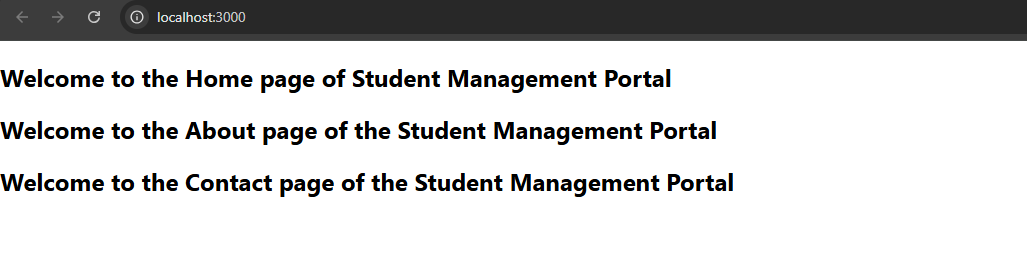 localhost:3000
Welcome to the Home page of Student Management Portal
Welcome to the About page of the Student Management Portal
Welcome to the Contact page of the Student Management Portal